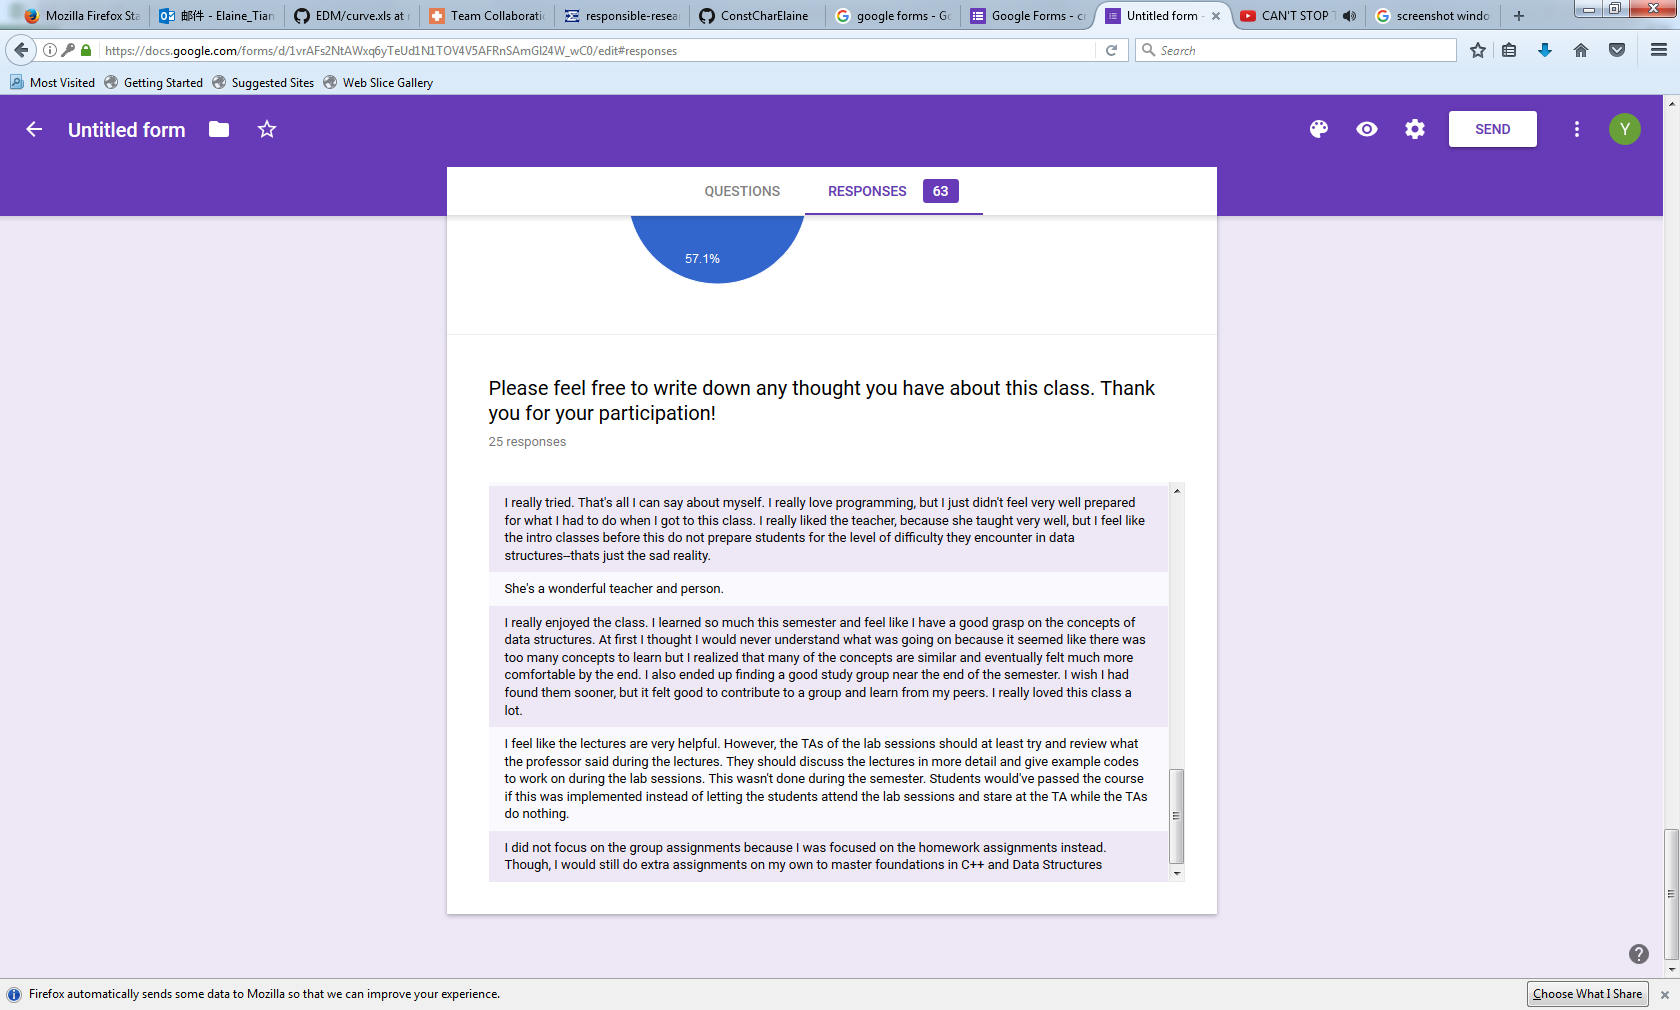 Mozilla Firefox Sta
邮件 - Elaine_Tian
EDM/curve.xls at
Team Collaboratio
responsible-resea
ConstCharElaine
google forms - Go
Google Forms - cr
Untitled form -
CAN'T STOP
screenshot windo
https://docs.google.com/forms/d/1vrAFs2NtAWxq6yTeUd1N1TOV4V5AFRnSAmGI24W_wC0/edit#responses
Search
Most Visited
Getting Started
Suggested Sites
Web Slice Gallery
Untitled form
SEND
Y
QUESTIONS
RESPONSES 63
57.1%
Please feel free to write down any thought you have about this class. Thank
you for your participation!
25 responses
I really tried. That's all I can say about myself. I really love programming, but I just didn't feel very well prepared
for what I had to do when I got to this class. I really liked the teacher, because she taught very well, but I feel like
the intro classes before this do not prepare students for the level of difficulty they encounter in data
structures--thats just the sad reality.
She's a wonderful teacher and person.
I really enjoyed the class. I learned so much this semester and feel like I have a good grasp on the concepts of
data structures. At first I thought I would never understand what was going on because it seemed like there was
too many concepts to learn but I realized that many of the concepts are similar and eventually felt much more
comfortable by the end. I also ended up finding a good study group near the end of the semester. I wish I had
found them sooner, but it felt good to contribute to a group and learn from my peers. I really loved this class a
lot.
I feel like the lectures are very helpful. However, the TAs of the lab sessions should at least try and review what
the professor said during the lectures. They should discuss the lectures in more detail and give example codes
to work on during the lab sessions. This wasn't done during the semester. Students would've passed the course
if this was implemented instead of letting the students attend the lab sessions and stare at the TA while the TAs
do nothing.
I did not focus on the group assignments because I was focused on the homework assignments instead.
Though, I would still do extra assignments on my own to master foundations in C++ and Data Structures
Firefox automatically sends some data to Mozilla so that we can improve your experience.
Choose What I Share